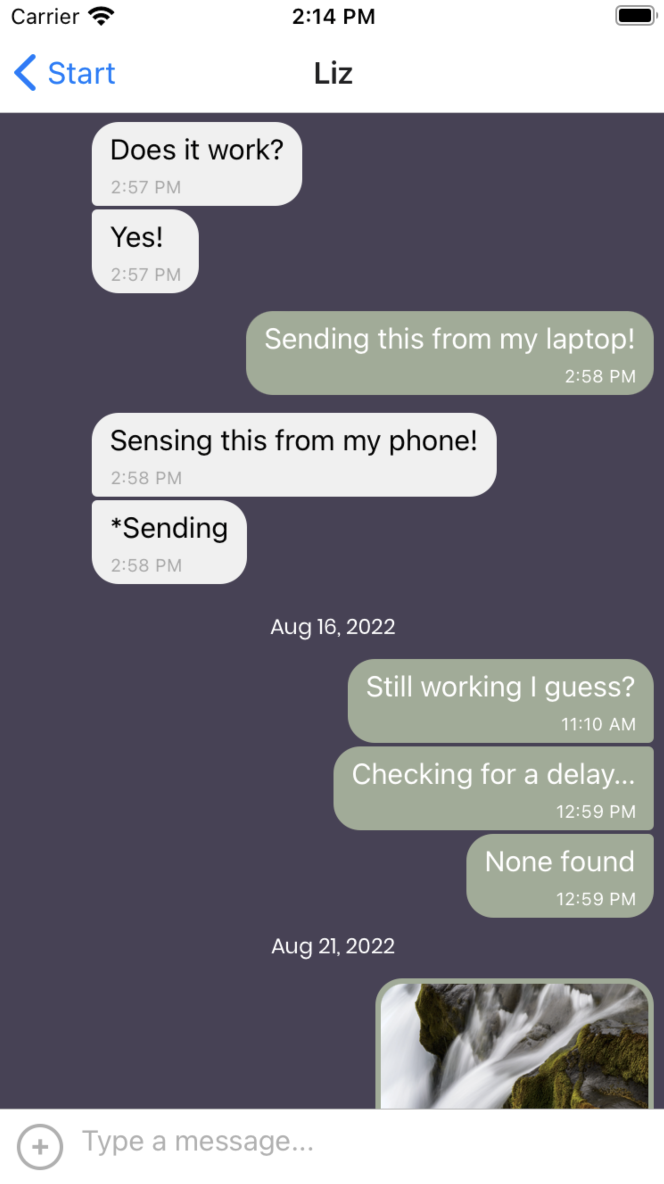 Carrier 2:14 PM
Start Liz
Does it work?
2:57 PM
Yes!
2:57 PM
Sending this from my laptop!
2:58 PM
Sensing this from my phone!
2:58 PM
*Sending
2:58 PM
Aug 16, 2022
Still working I guess?
11:10 AM
Checking for a delay...
12:59 PM
None found
12:59 PM
Aug 21, 2022
Type a message...